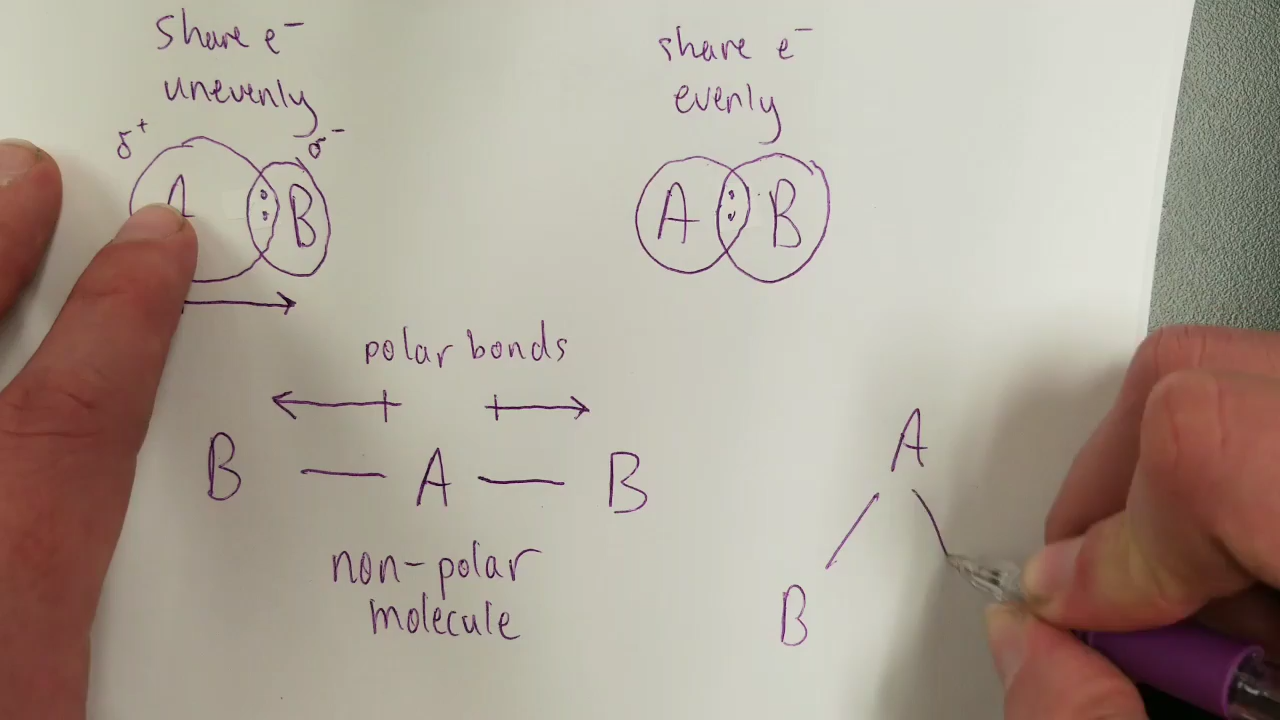 share e⁻
unevenly
share e⁻
evenly
δ⁺ δ⁻
A : B
A : B
polar bonds
B — A — B
non-polar
molecule
A
B